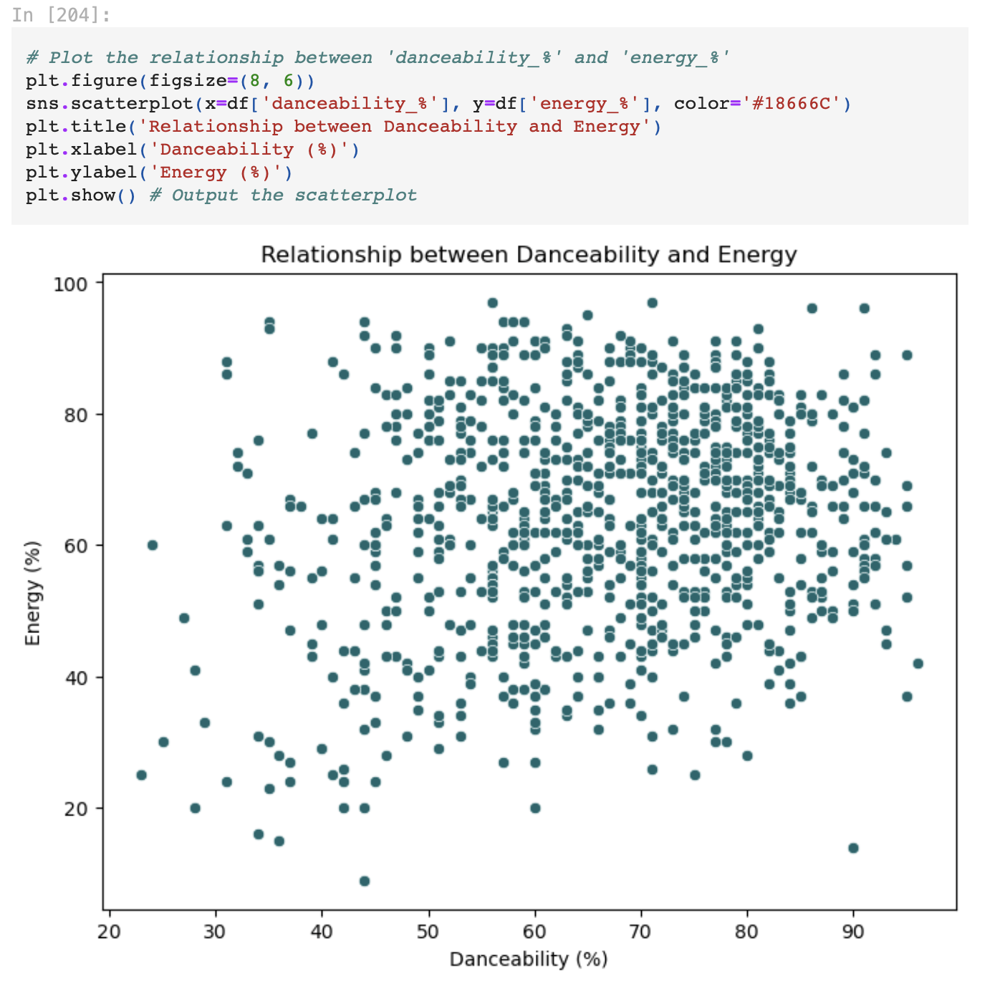 In [204]:
# Plot the relationship between 'danceability_%' and 'energy_%'
plt.figure(figsize=(8, 6))
sns.scatterplot(x=df['danceability_%'], y=df['energy_%'], color='#18666C')
plt.title('Relationship between Danceability and Energy')
plt.xlabel('Danceability (%)')
plt.ylabel('Energy (%)')
plt.show() # Output the scatterplot
Relationship between Danceability and Energy
100
80
60
40
20
Energy (%)
20 30 40 50 60 70 80 90
Danceability (%)